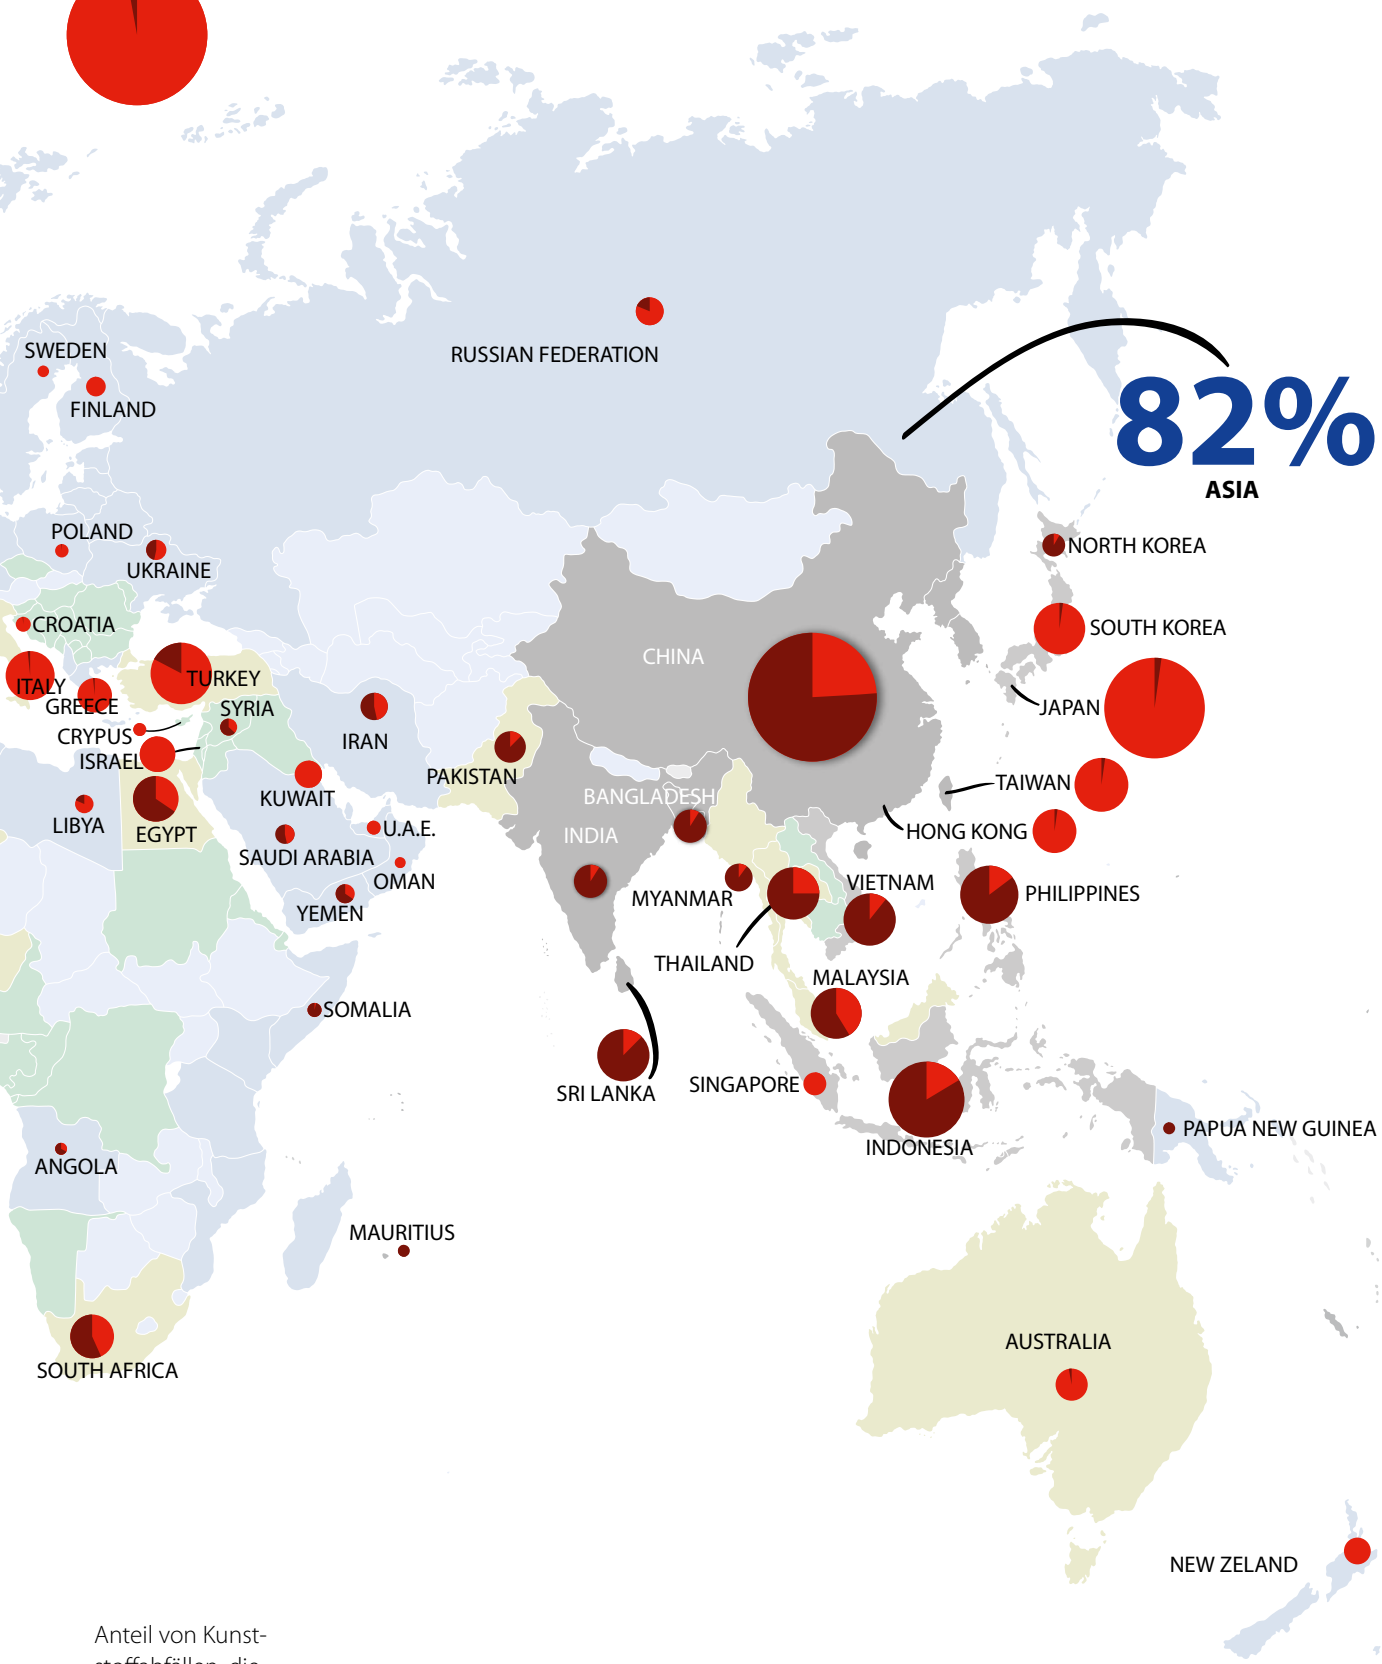 RUSSIAN FEDERATION
SWEDEN
FINLAND
82%
ASIA
POLAND
UKRAINE
NORTH KOREA
CROATIA
SOUTH KOREA
CHINA
TURKEY
ITALY
GREECE
SYRIA
JAPAN
CRYPUS
IRAN
ISRAEL
PAKISTAN
TAIWAN
KUWAIT
BANGLADESH
LIBYA
EGYPT
U.A.E.
HONG KONG
INDIA
SAUDI ARABIA
OMAN
VIETNAM
PHILIPPINES
MYANMAR
YEMEN
THAILAND
MALAYSIA
SOMALIA
SINGAPORE
SRI LANKA
PAPUA NEW GUINEA
INDONESIA
ANGOLA
MAURITIUS
AUSTRALIA
SOUTH AFRICA
NEW ZELAND
Anteil von Kunst-
stoffabfällen, die